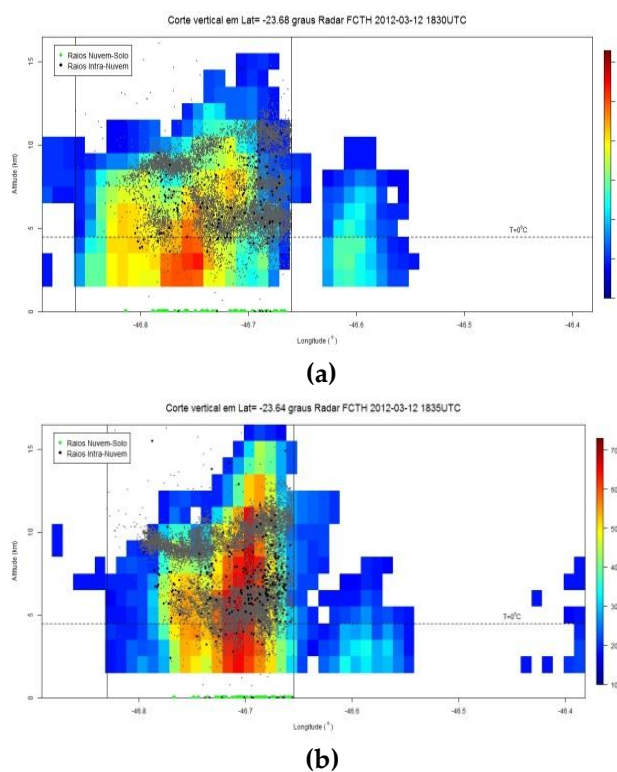 Corte vertical em Lat= -23.68 graus Radar FCTH 2012-03-12 1830UTC
Raios Nuvem-Solo
Raios Intra-Nuvem
Altitude (km)
15
10
5
0
T=0°C
-46.8
-46.7
-46.6
-46.5
-46.4
Longitude (°)
(a)
Corte vertical em Lat= -23.64 graus Radar FCTH 2012-03-12 1835UTC
Raios Nuvem-Solo
Raios Intra-Nuvem
Altitude (km)
15
10
5
0
T=0°C
70
60
50
40
30
20
10
-46.8
-46.7
-46.6
-46.5
-46.4
Longitude (°)
(b)